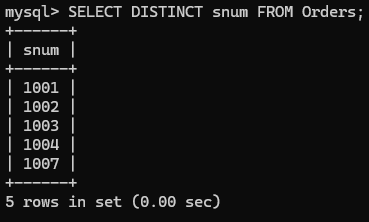 mysql> SELECT DISTINCT snum FROM Orders;
+------+
| snum |
+------+
| 1001 |
| 1002 |
| 1003 |
| 1004 |
| 1007 |
+------+
5 rows in set (0.00 sec)